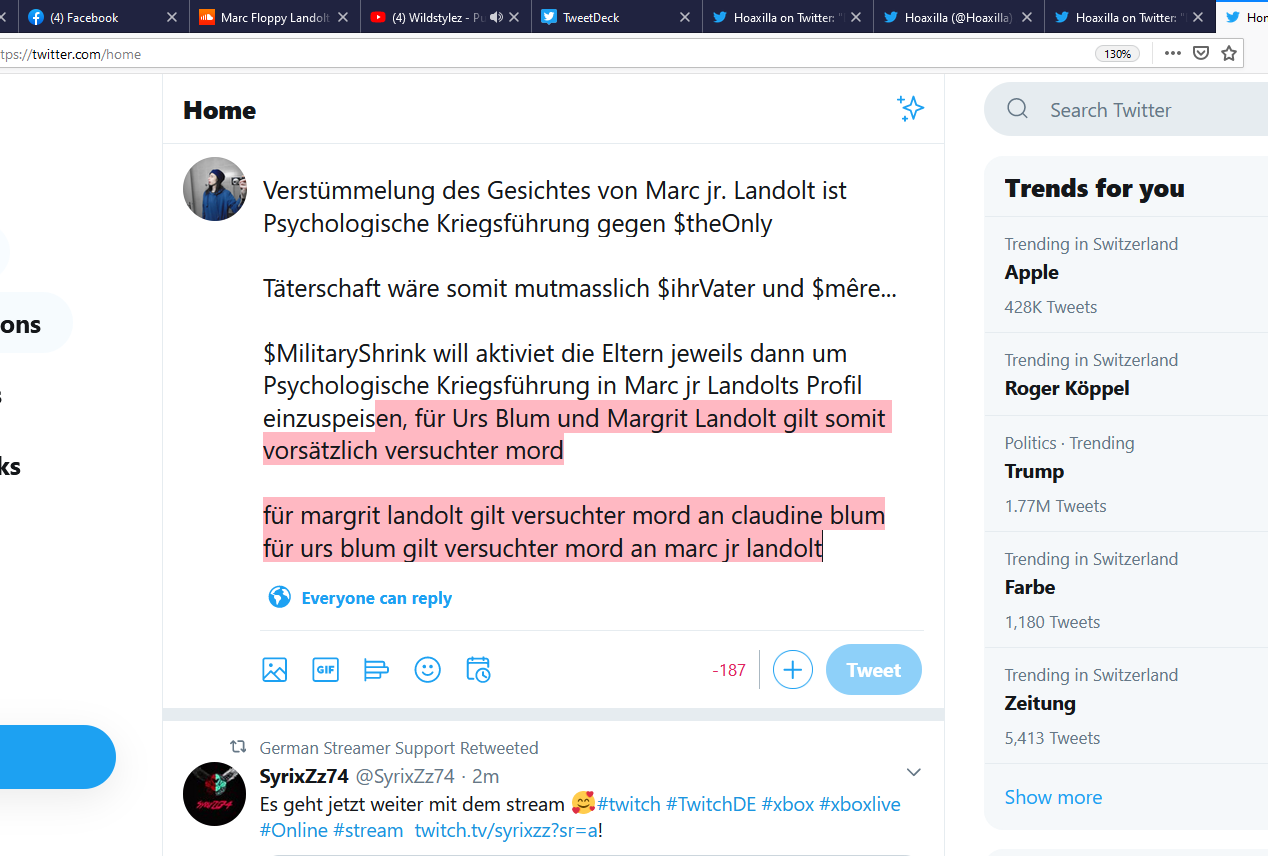 (4) Facebook
Marc Floppy Landolt
(4) Wildstylez - Pu
TweetDeck
Hoaxilla on Twitter: "
Hoaxilla (@Hoaxilla)
Hoaxilla on Twitter: "
tps://twitter.com/home
130%
Home
Search Twitter
Verstümmelung des Gesichtes von Marc jr. Landolt ist
Psychologische Kriegsführung gegen $theOnly
Täterschaft wäre somit mutmasslich $ihrVater und $mêre...
$MilitaryShrink will aktiviet die Eltern jeweils dann um
Psychologische Kriegsführung in Marc jr Landolts Profil
einzuspeisen, für Urs Blum und Margrit Landolt gilt somit
vorsätzlich versuchter mord
für margrit landolt gilt versuchter mord an claudine blum
für urs blum gilt versuchter mord an marc jr landolt
Everyone can reply
GIF
-187
Tweet
German Streamer Support Retweeted
SyrixZz74 @SyrixZz74 · 2m
Es geht jetzt weiter mit dem stream 🥰#twitch #TwitchDE #xbox #xboxlive
#Online #stream twitch.tv/syrixzz?sr=a!
ons
ks
Trends for you
Trending in Switzerland
Apple
428K Tweets
Trending in Switzerland
Roger Köppel
Politics · Trending
Trump
1.77M Tweets
Trending in Switzerland
Farbe
1,180 Tweets
Trending in Switzerland
Zeitung
5,413 Tweets
Show more